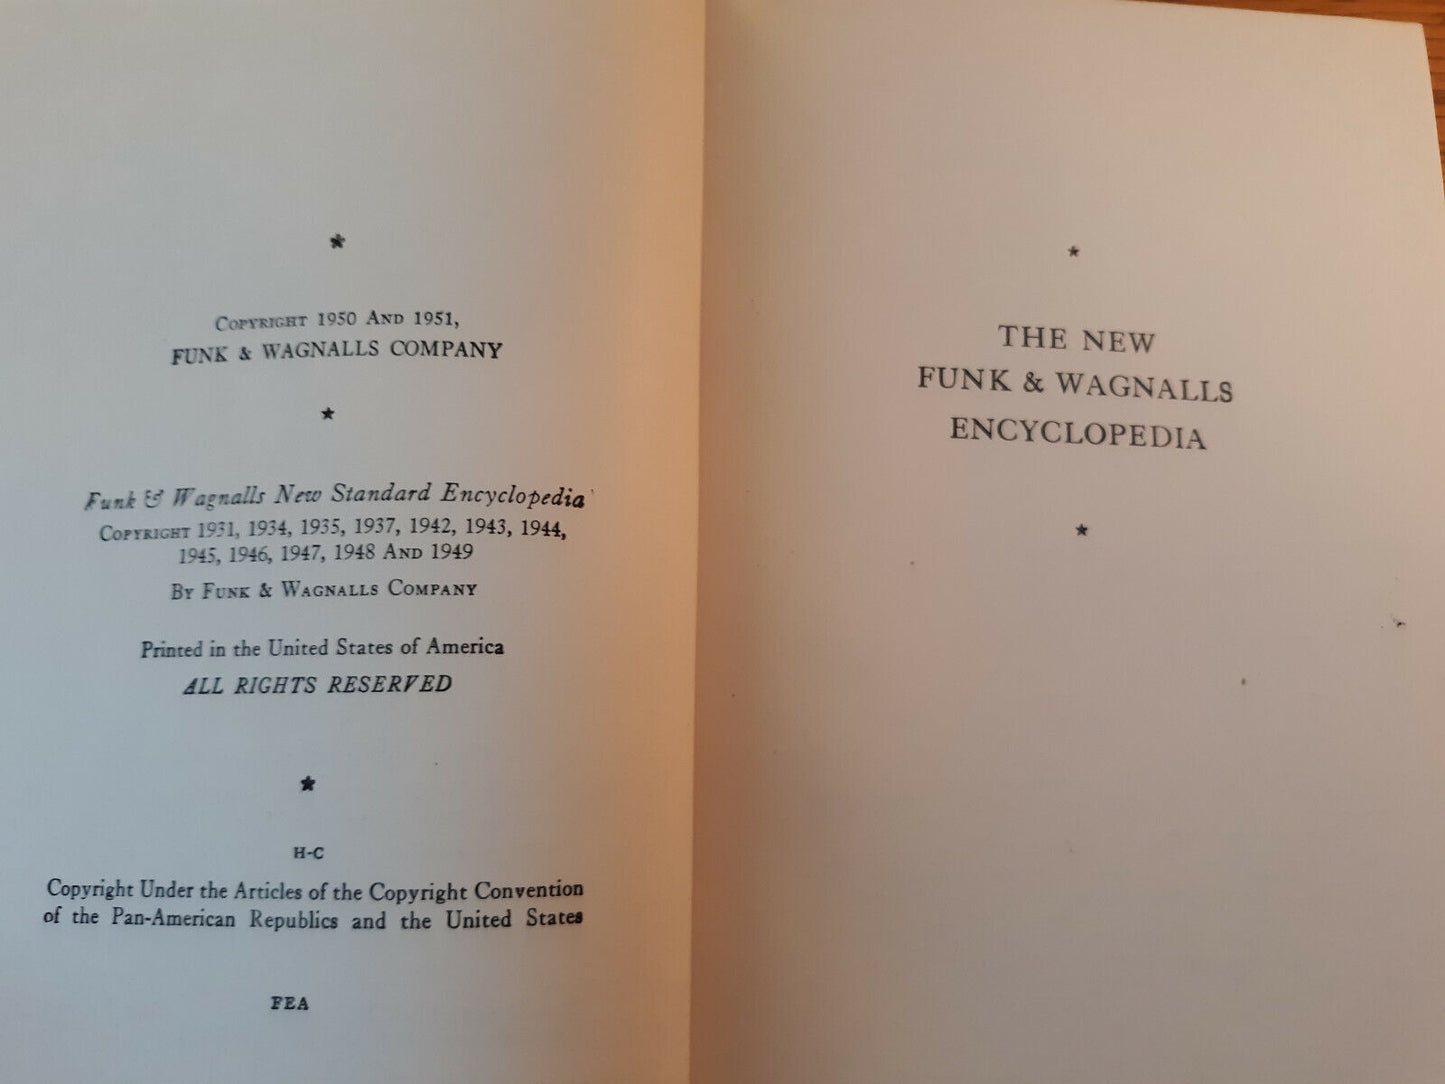 COPYRIGHT 1950 AND 1951,
FUNK & WAGNALLS COMPANY
Funk & Wagnalls New Standard Encyclopedia
COPYRIGHT 1931, 1934, 1935, 1937, 1942, 1943, 1944,
1945, 1946, 1947, 1948 AND 1949
BY FUNK & WAGNALLS COMPANY
Printed in the United States of America
ALL RIGHTS RESERVED
H-C
Copyright Under the Articles of the Copyright Convention
of the Pan-American Republics and the United States
FEA
THE NEW
FUNK & WAGNALLS
ENCYCLOPEDIA